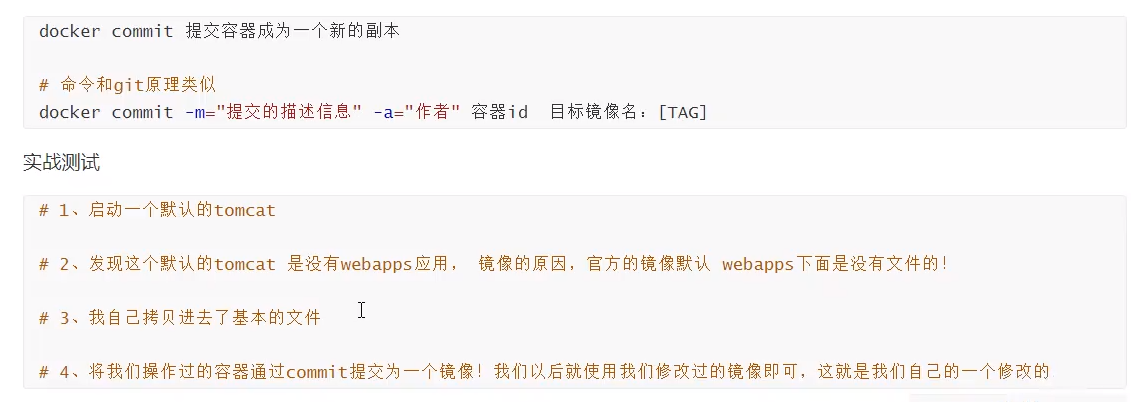 docker commit 提交容器成为一个新的副本
# 命令和git原理类似
docker commit -m="提交的描述信息" -a="作者" 容器id  目标镜像名：[TAG]
实战测试
# 1、启动一个默认的tomcat
# 2、发现这个默认的tomcat 是没有webapps应用， 镜像的原因，官方的镜像默认 webapps下面是没有文件的！
# 3、我自己拷贝进去了基本的文件
# 4、将我们操作过的容器通过commit提交为一个镜像！我们以后就使用我们修改过的镜像即可，这就是我们自己的一个修改的